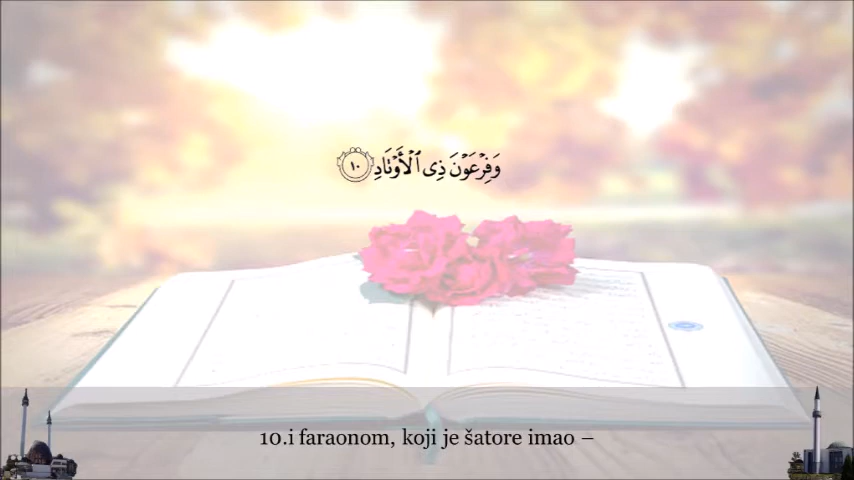 وَفِرْعَوْنَ ذِى ٱلْأَوْتَادِ ١٠
10.i faraonom, koji je šatore imao –